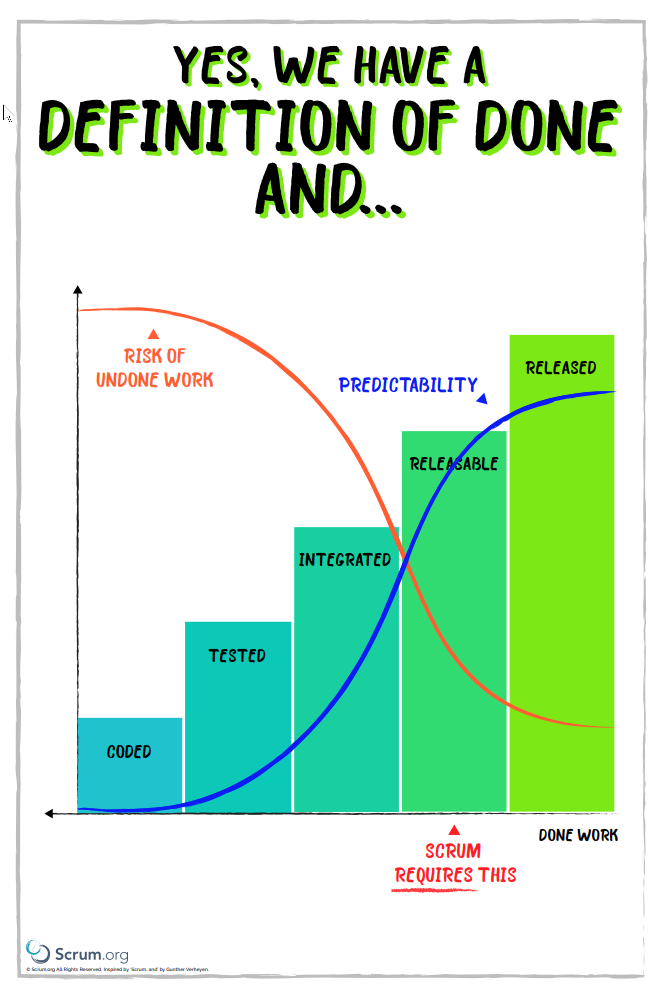 YES, WE HAVE A
DEFINITION OF DONE
AND...
RISK OF
UNDONE WORK
PREDICTABILITY
RELEASED
RELEASABLE
INTEGRATED
TESTED
CODED
DONE WORK
SCRUM
REQUIRES THIS
Scrum.org
© Scrum.org All Rights Reserved. Inspired by 'Scrum, and' by Gunther Verheyen.